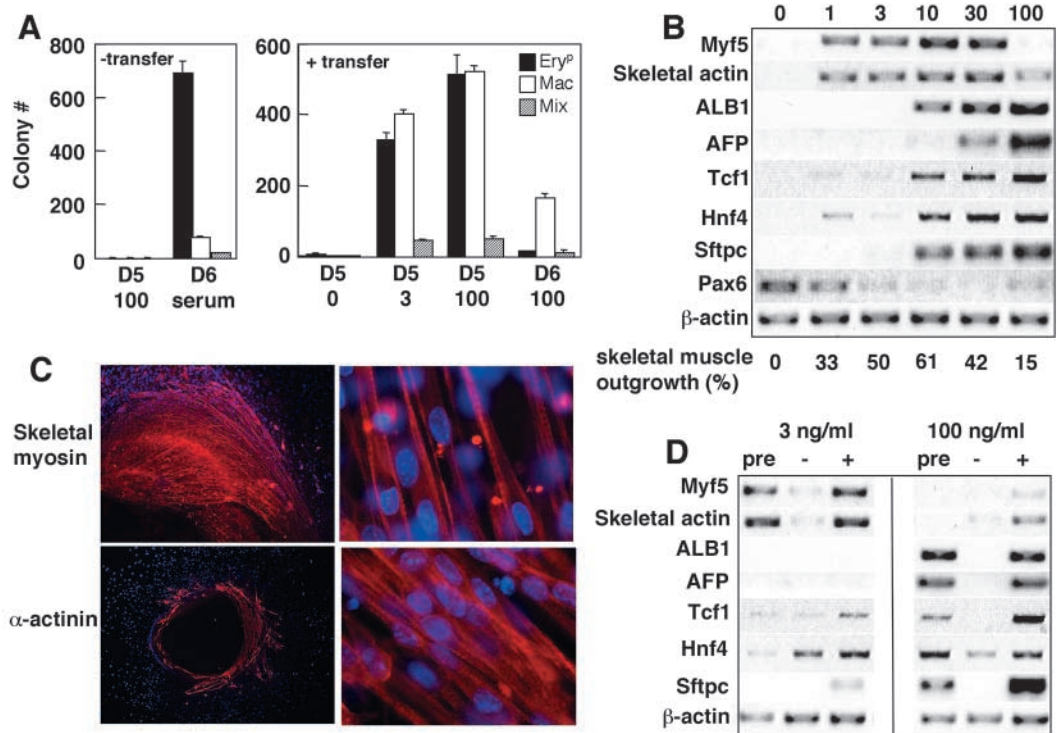 A
Colony #
800
600
400
200
0
-transfer
D5 D6
100 serum
600
400
200
0
+ transfer
Eryᴾ
Mac
Mix
D5 D5 D5 D6
0 3 100 100
B
0 1 3 10 30 100
Myf5
Skeletal actin
ALB1
AFP
Tcf1
Hnf4
Sftpc
Pax6
β-actin
skeletal muscle
outgrowth (%) 0 33 50 61 42 15
C
Skeletal
myosin
α-actinin
D
3 ng/ml 100 ng/ml
pre - + pre - +
Myf5
Skeletal actin
ALB1
AFP
Tcf1
Hnf4
Sftpc
β-actin